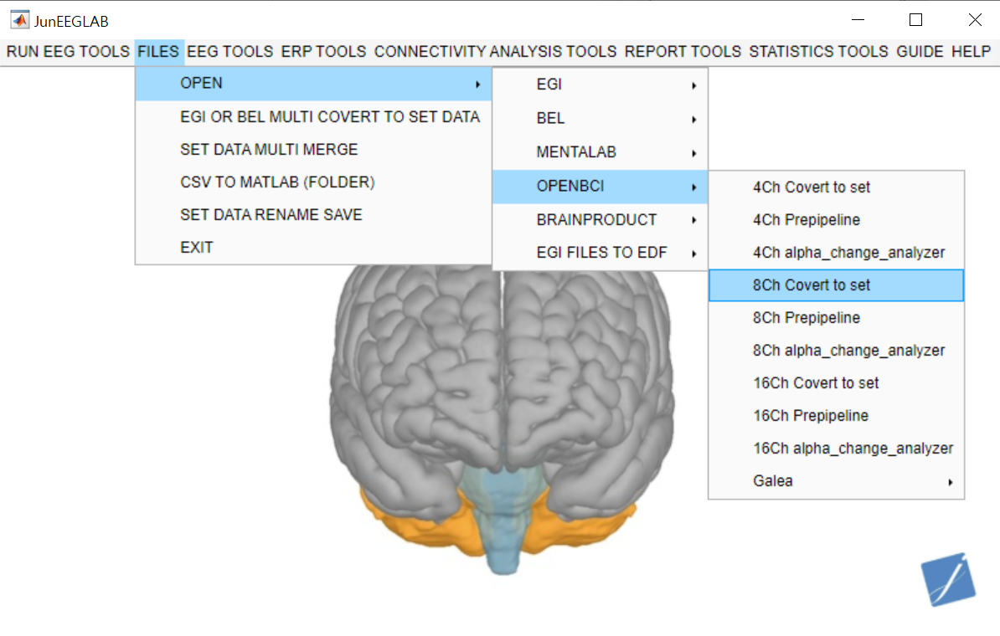 JunEEGLAB
RUN EEG TOOLS FILES EEG TOOLS ERP TOOLS CONNECTIVITY ANALYSIS TOOLS REPORT TOOLS STATISTICS TOOLS GUIDE HELP
OPEN
EGI OR BEL MULTI COVERT TO SET DATA
SET DATA MULTI MERGE
CSV TO MATLAB (FOLDER)
SET DATA RENAME SAVE
EXIT
EGI
BEL
MENTALAB
OPENBCI
BRAINPRODUCT
EGI FILES TO EDF
4Ch Covert to set
4Ch Prepipeline
4Ch alpha_change_analyzer
8Ch Covert to set
8Ch Prepipeline
8Ch alpha_change_analyzer
16Ch Covert to set
16Ch Prepipeline
16Ch alpha_change_analyzer
Galea